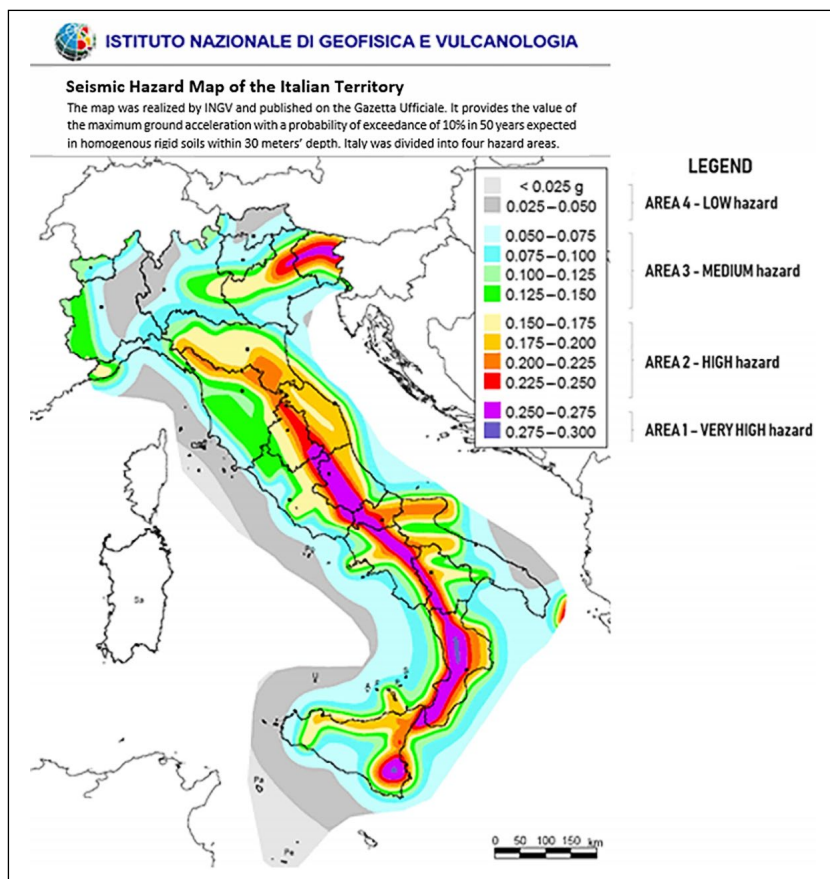 ISTITUTO NAZIONALE DI GEOFISICA E VULCANOLOGIA
Seismic Hazard Map of the Italian Territory
The map was realized by INGV and published on the Gazetta Ufficiale. It provides the value of
the maximum ground acceleration with a probability of exceedance of 10% in 50 years expected
in homogenous rigid soils within 30 meters' depth. Italy was divided into four hazard areas.
LEGEND
< 0.025 g
0.025–0.050
AREA 4 - LOW hazard
0.050–0.075
0.075–0.100
0.100–0.125
0.125–0.150
AREA 3 - MEDIUM hazard
0.150–0.175
0.175–0.200
0.200–0.225
0.225–0.250
AREA 2 - HIGH hazard
0.250–0.275
0.275–0.300
AREA 1 – VERY HIGH hazard
Sa
U
Pa
Pe
0 50 100 150 km